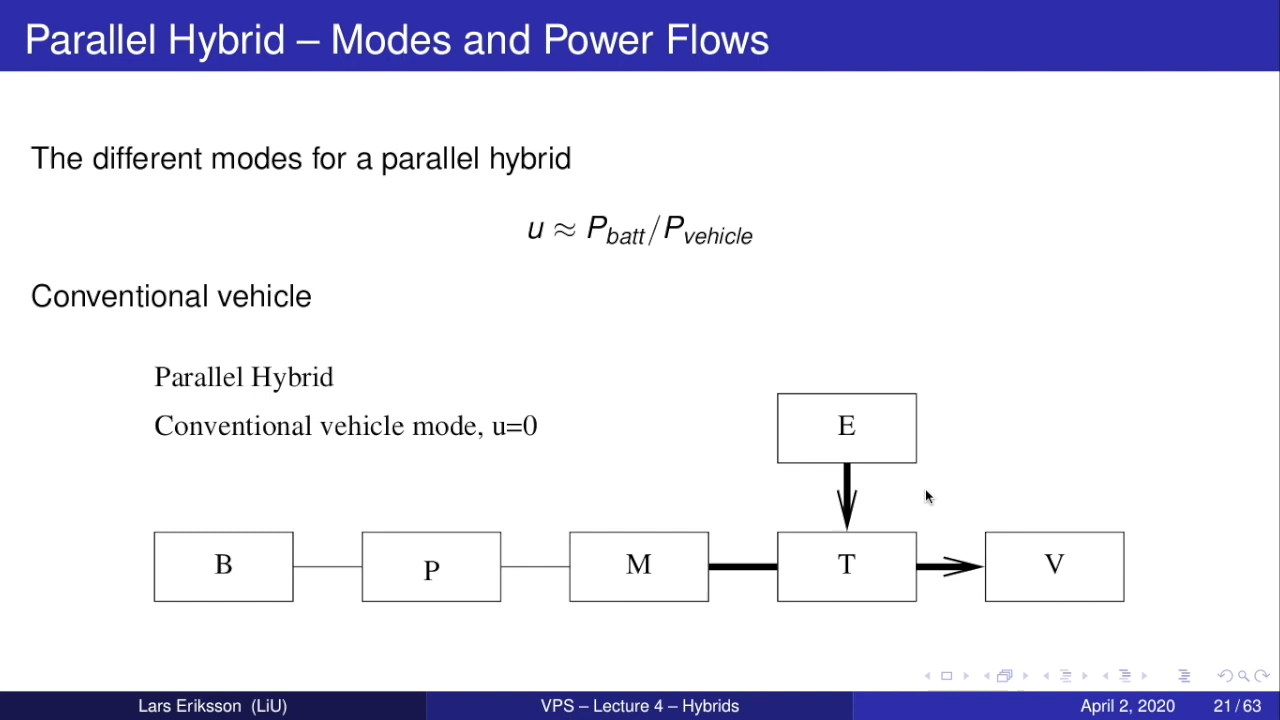 Parallel Hybrid – Modes and Power Flows
The different modes for a parallel hybrid
u ≈ P_batt/P_vehicle
Conventional vehicle
Parallel Hybrid
Conventional vehicle mode, u=0
E
B P M T V
Lars Eriksson (LiU) VPS – Lecture 4 – Hybrids April 2, 2020 21 / 63